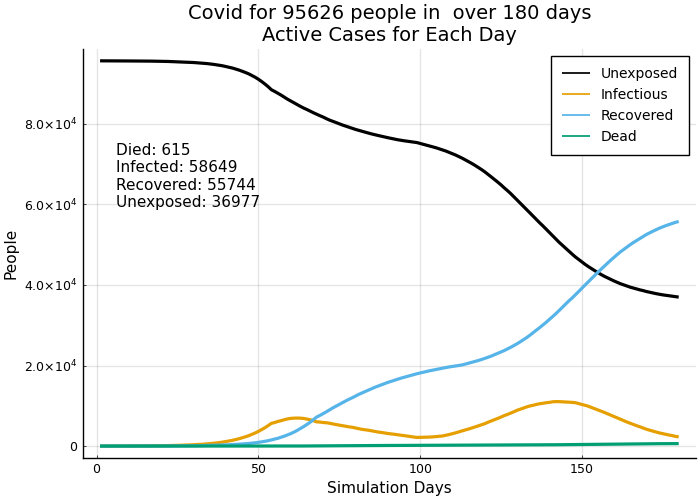 Covid for 95626 people in  over 180 days
Active Cases for Each Day
Unexposed
Infectious
Recovered
Dead
Died: 615
Infected: 58649
Recovered: 55744
Unexposed: 36977
8.0×10⁴
6.0×10⁴
4.0×10⁴
2.0×10⁴
0
People
0 50 100 150
Simulation Days